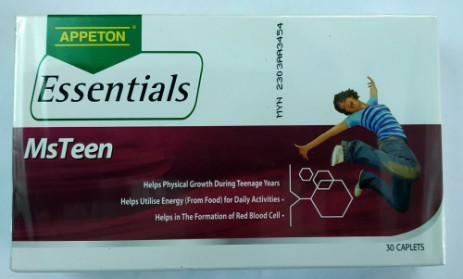 APPETON®
Essentials
MYN 2303AA3454
MsTeen
Helps Physical Growth During Teenage Years
Helps Utilise Energy (From Food) for Daily Activities •
Helps in The Formation of Red Blood Cell •
30 CAPLETS